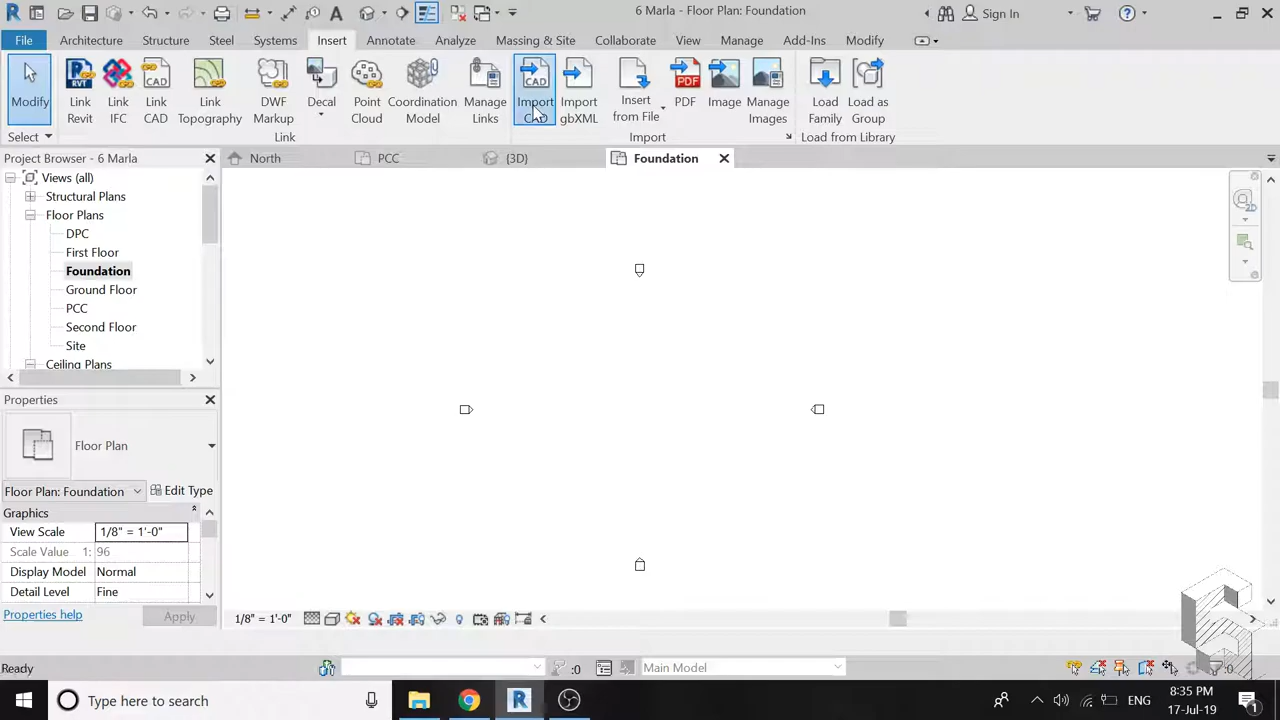 6 Marla - Floor Plan: Foundation
Sign In
File Architecture Structure Steel Systems Insert Annotate Analyze Massing & Site Collaborate View Manage Add-Ins Modify
Modify
Link Revit
Link IFC
Link CAD
Link Topography
DWF Markup
Decal
Point Cloud
Coordination Model
Manage Links
Import CAD
Import gbXML
Insert from File
PDF
Image
Manage Images
Load Family
Load as Group
Select Link Import Load from Library
Project Browser - 6 Marla
North PCC (3D) Foundation
Views (all)
Structural Plans
Floor Plans
DPC
First Floor
Foundation
Ground Floor
PCC
Second Floor
Site
Ceiling Plans
Properties
Floor Plan
Floor Plan: Foundation Edit Type
Graphics
View Scale 1/8" = 1'-0"
Scale Value 1: 96
Display Model Normal
Detail Level Fine
Properties help Apply
1/8" = 1'-0"
Ready :0 Main Model :0
Type here to search
ENG
8:35 PM
17-Jul-19